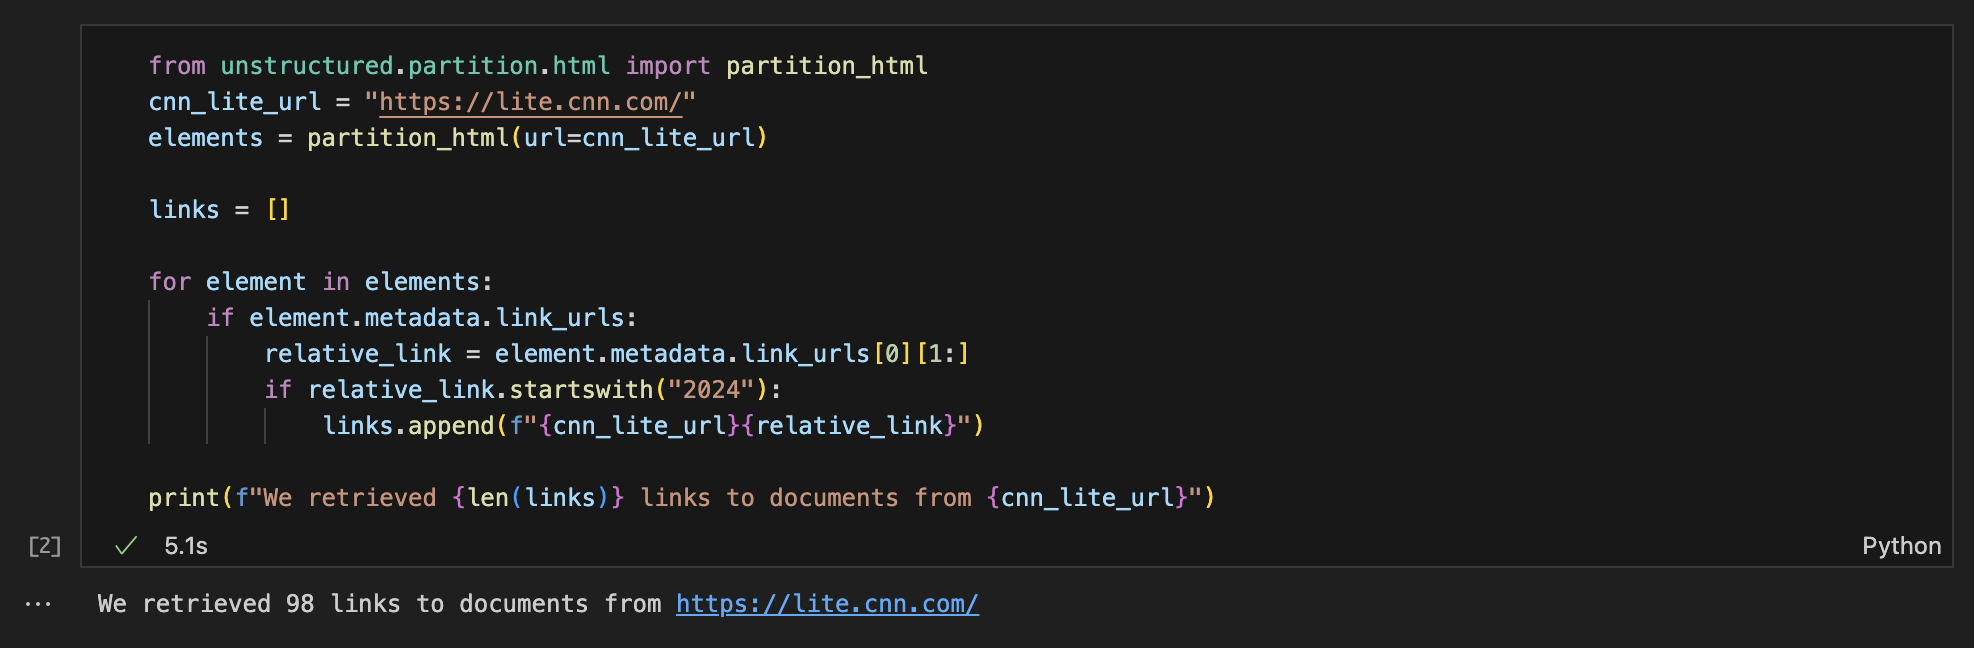 from unstructured.partition.html import partition_html
cnn_lite_url = "https://lite.cnn.com/"
elements = partition_html(url=cnn_lite_url)
links = []
for element in elements:
    if element.metadata.link_urls:
        relative_link = element.metadata.link_urls[0][1:]
        if relative_link.startswith("2024"):
            links.append(f"{cnn_lite_url}{relative_link}")
print(f"We retrieved {len(links)} links to documents from {cnn_lite_url}")
[2] ✓ 5.1s Python
... We retrieved 98 links to documents from https://lite.cnn.com/